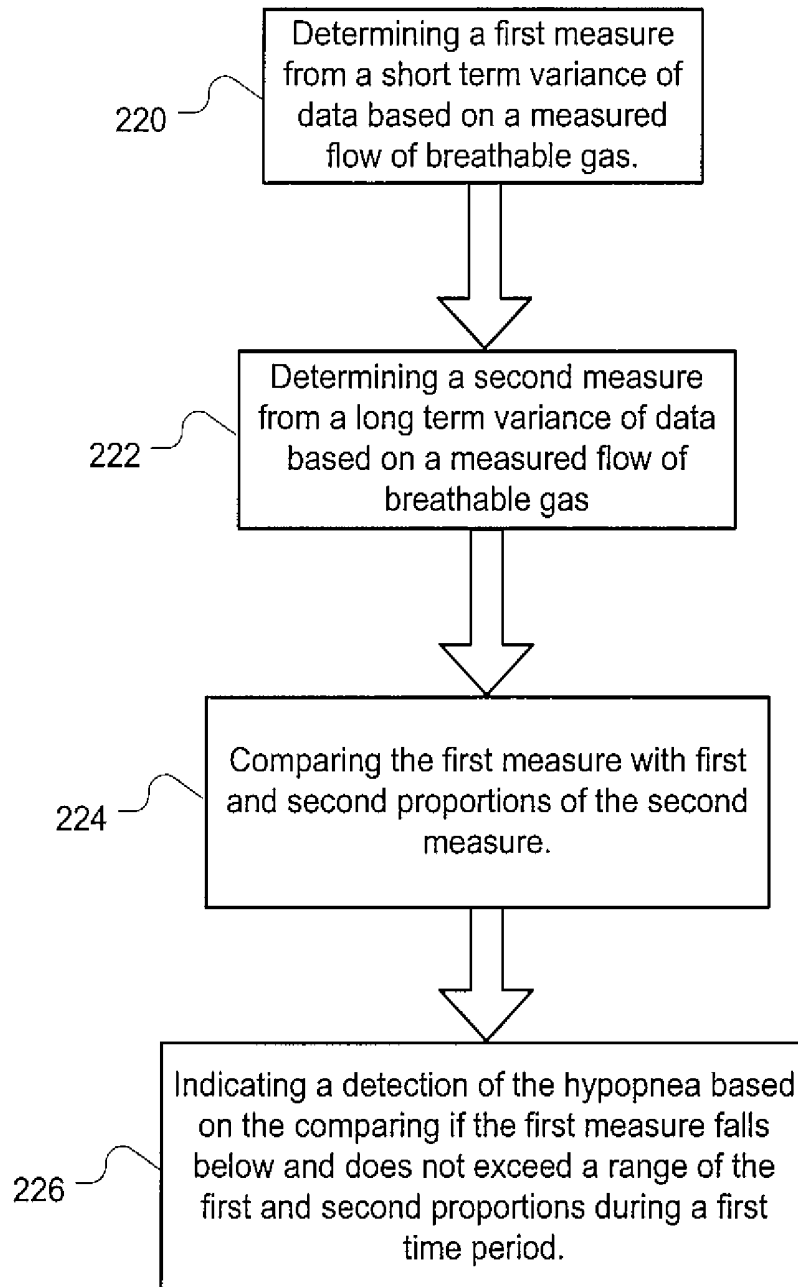 Determining a first measure
from a short term variance of
data based on a measured
flow of breathable gas.
220
Determining a second measure
from a long term variance of data
based on a measured flow of
breathable gas
222
Comparing the first measure with first
and second proportions of the second
measure.
224
Indicating a detection of the hypopnea based
on the comparing if the first measure falls
below and does not exceed a range of the
first and second proportions during a first
time period.
226